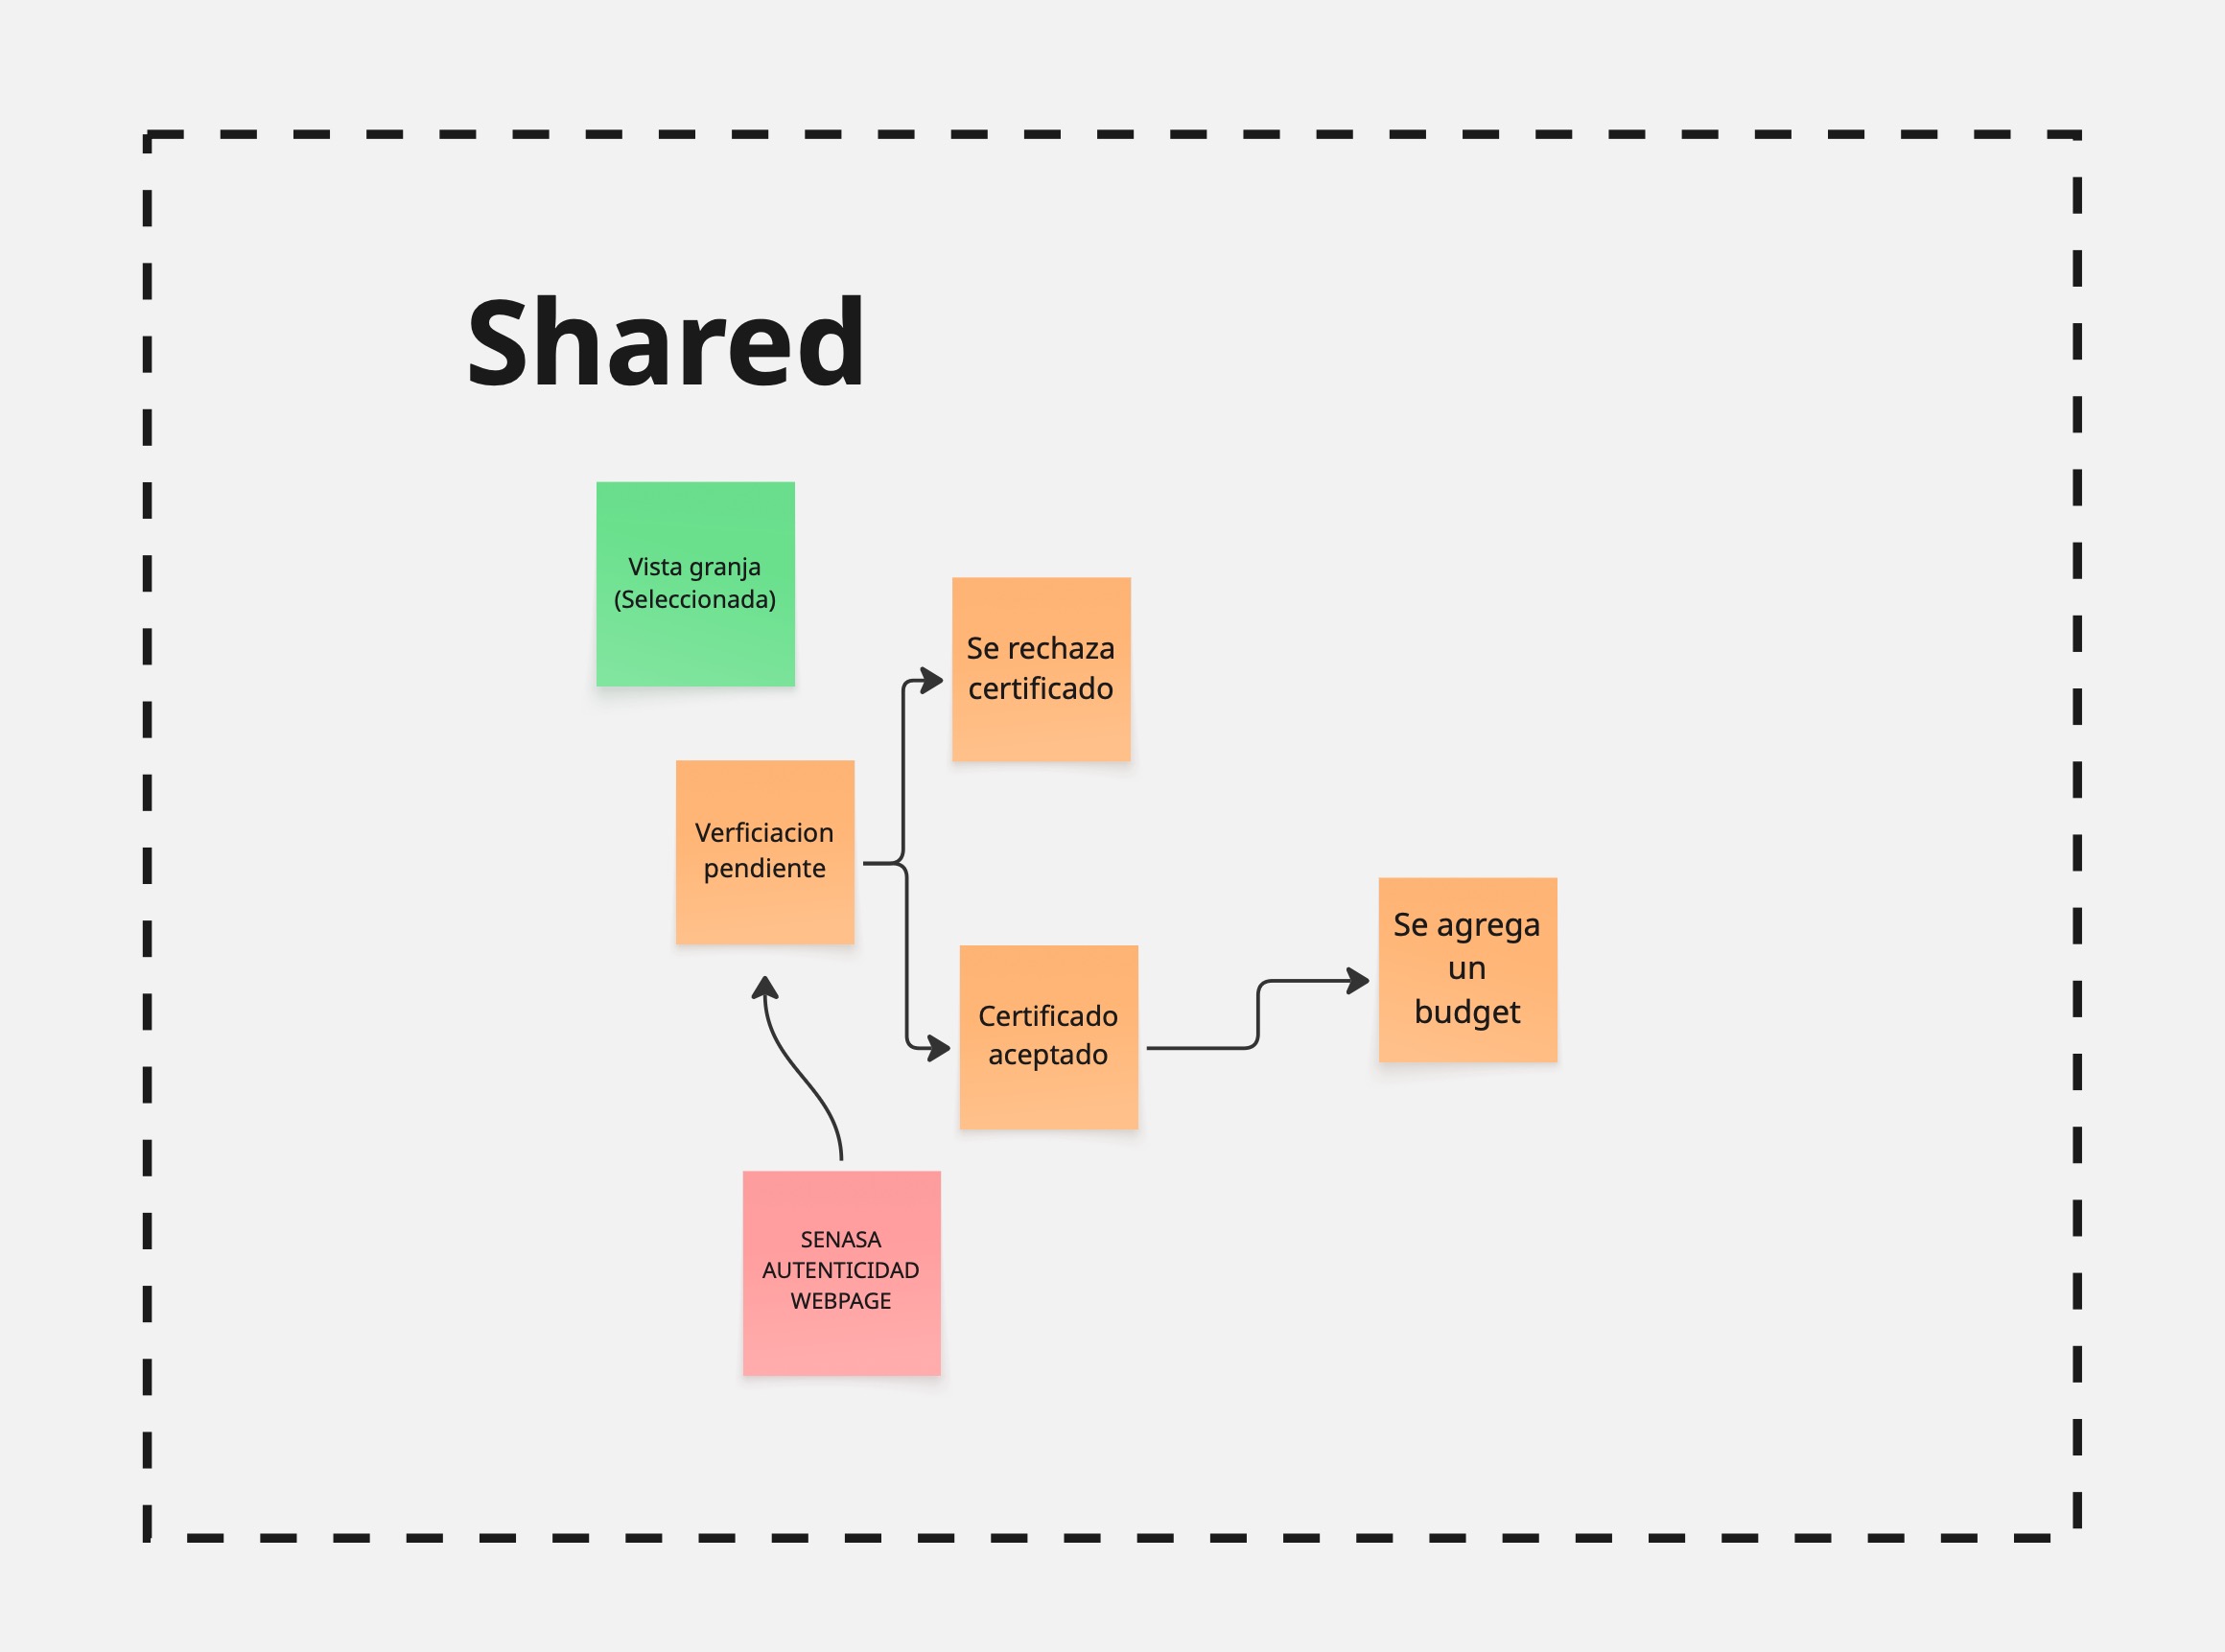 Shared
Vista granja
(Seleccionada)
Se rechaza
certificado
Verficiacion
pendiente
Certificado
aceptado
Se agrega
un
budget
SENASA
AUTENTICIDAD
WEBPAGE